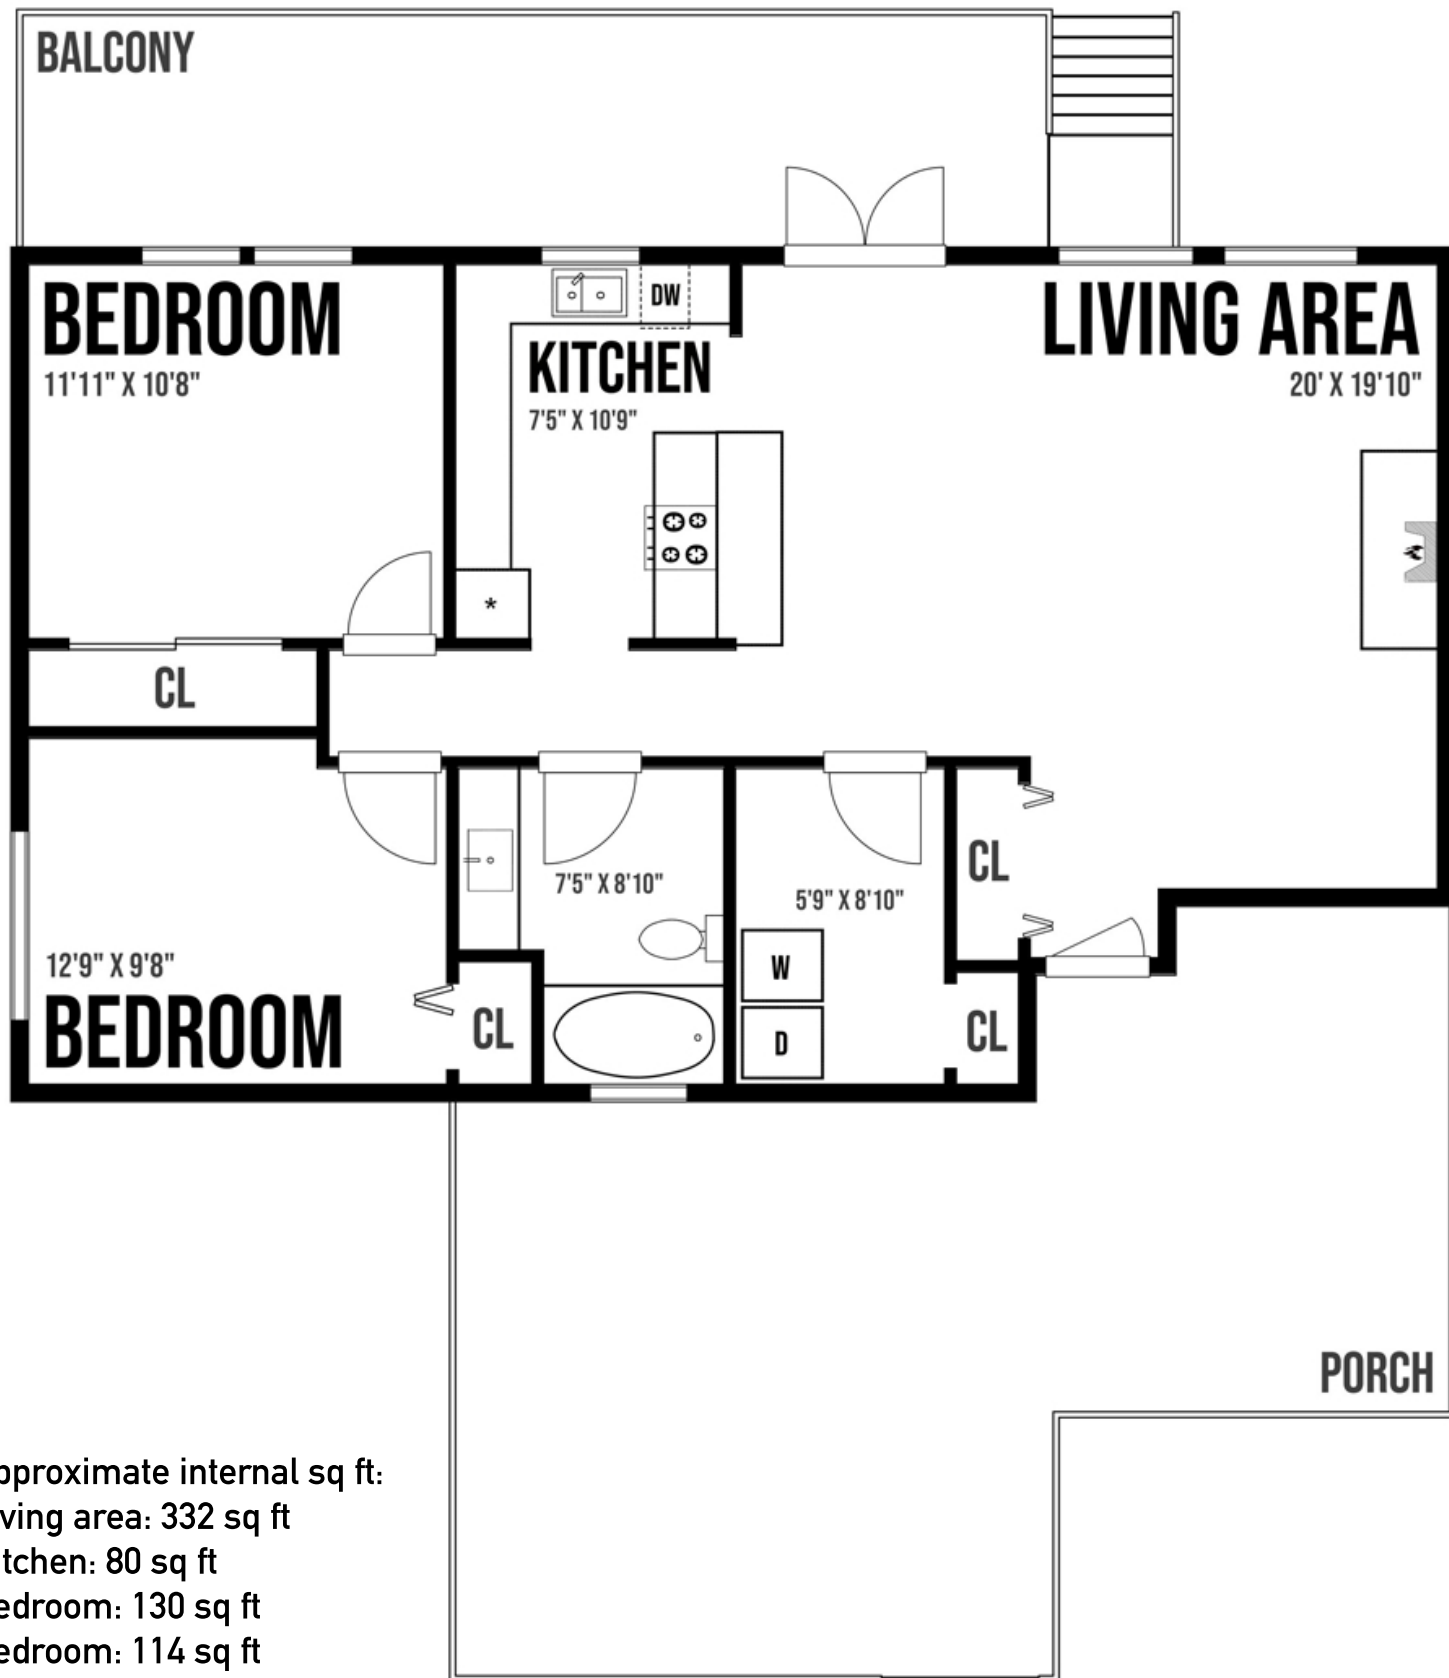 BALCONY
BEDROOM
11'11" X 10'8"
DW
KITCHEN
7'5" X 10'9"
LIVING AREA
20' X 19'10"
*
CL
CL
7'5" X 8'10"
5'9" X 8'10"
12'9" X 9'8"
BEDROOM
W
D
CL
CL
PORCH
pproximate internal sq ft:
ving area: 332 sq ft
tchen: 80 sq ft
edroom: 130 sq ft
edroom: 114 sq ft